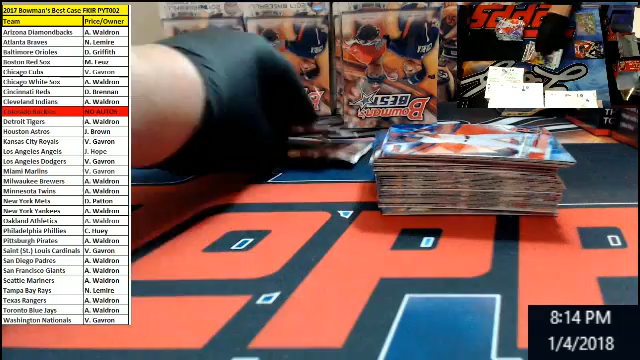 2017 Bowman's Best Case FKIR PYT002
Team Price/Owner
Arizona Diamondbacks A. Waldron
Atlanta Braves N. Lemire
Baltimore Orioles D. Griffith
Boston Red Sox M. Feuz
Chicago Cubs V. Gavron
Chicago White Sox A. Waldron
Cincinnati Reds D. Brennan
Cleveland Indians A. Waldron
Colorado Rockies NO AUTOS
Detroit Tigers A. Waldron
Houston Astros J. Brown
Kansas City Royals V. Gavron
Los Angeles Angels J. Hope
Los Angeles Dodgers V. Gavron
Miami Marlins V. Gavron
Milwaukee Brewers A. Waldron
Minnesota Twins A. Waldron
New York Mets D. Patton
New York Yankees A. Waldron
Oakland Athletics A. Waldron
Philadelphia Phillies C. Huey
Pittsburgh Pirates A. Waldron
Saint (St.) Louis Cardinals V. Gavron
San Diego Padres A. Waldron
San Francisco Giants A. Waldron
Seattle Mariners A. Waldron
Tampa Bay Rays N. Lemire
Texas Rangers A. Waldron
Toronto Blue Jays A. Waldron
Washington Nationals V. Gavron
BOWMAN'S
BEST
8:14 PM
1/4/2018